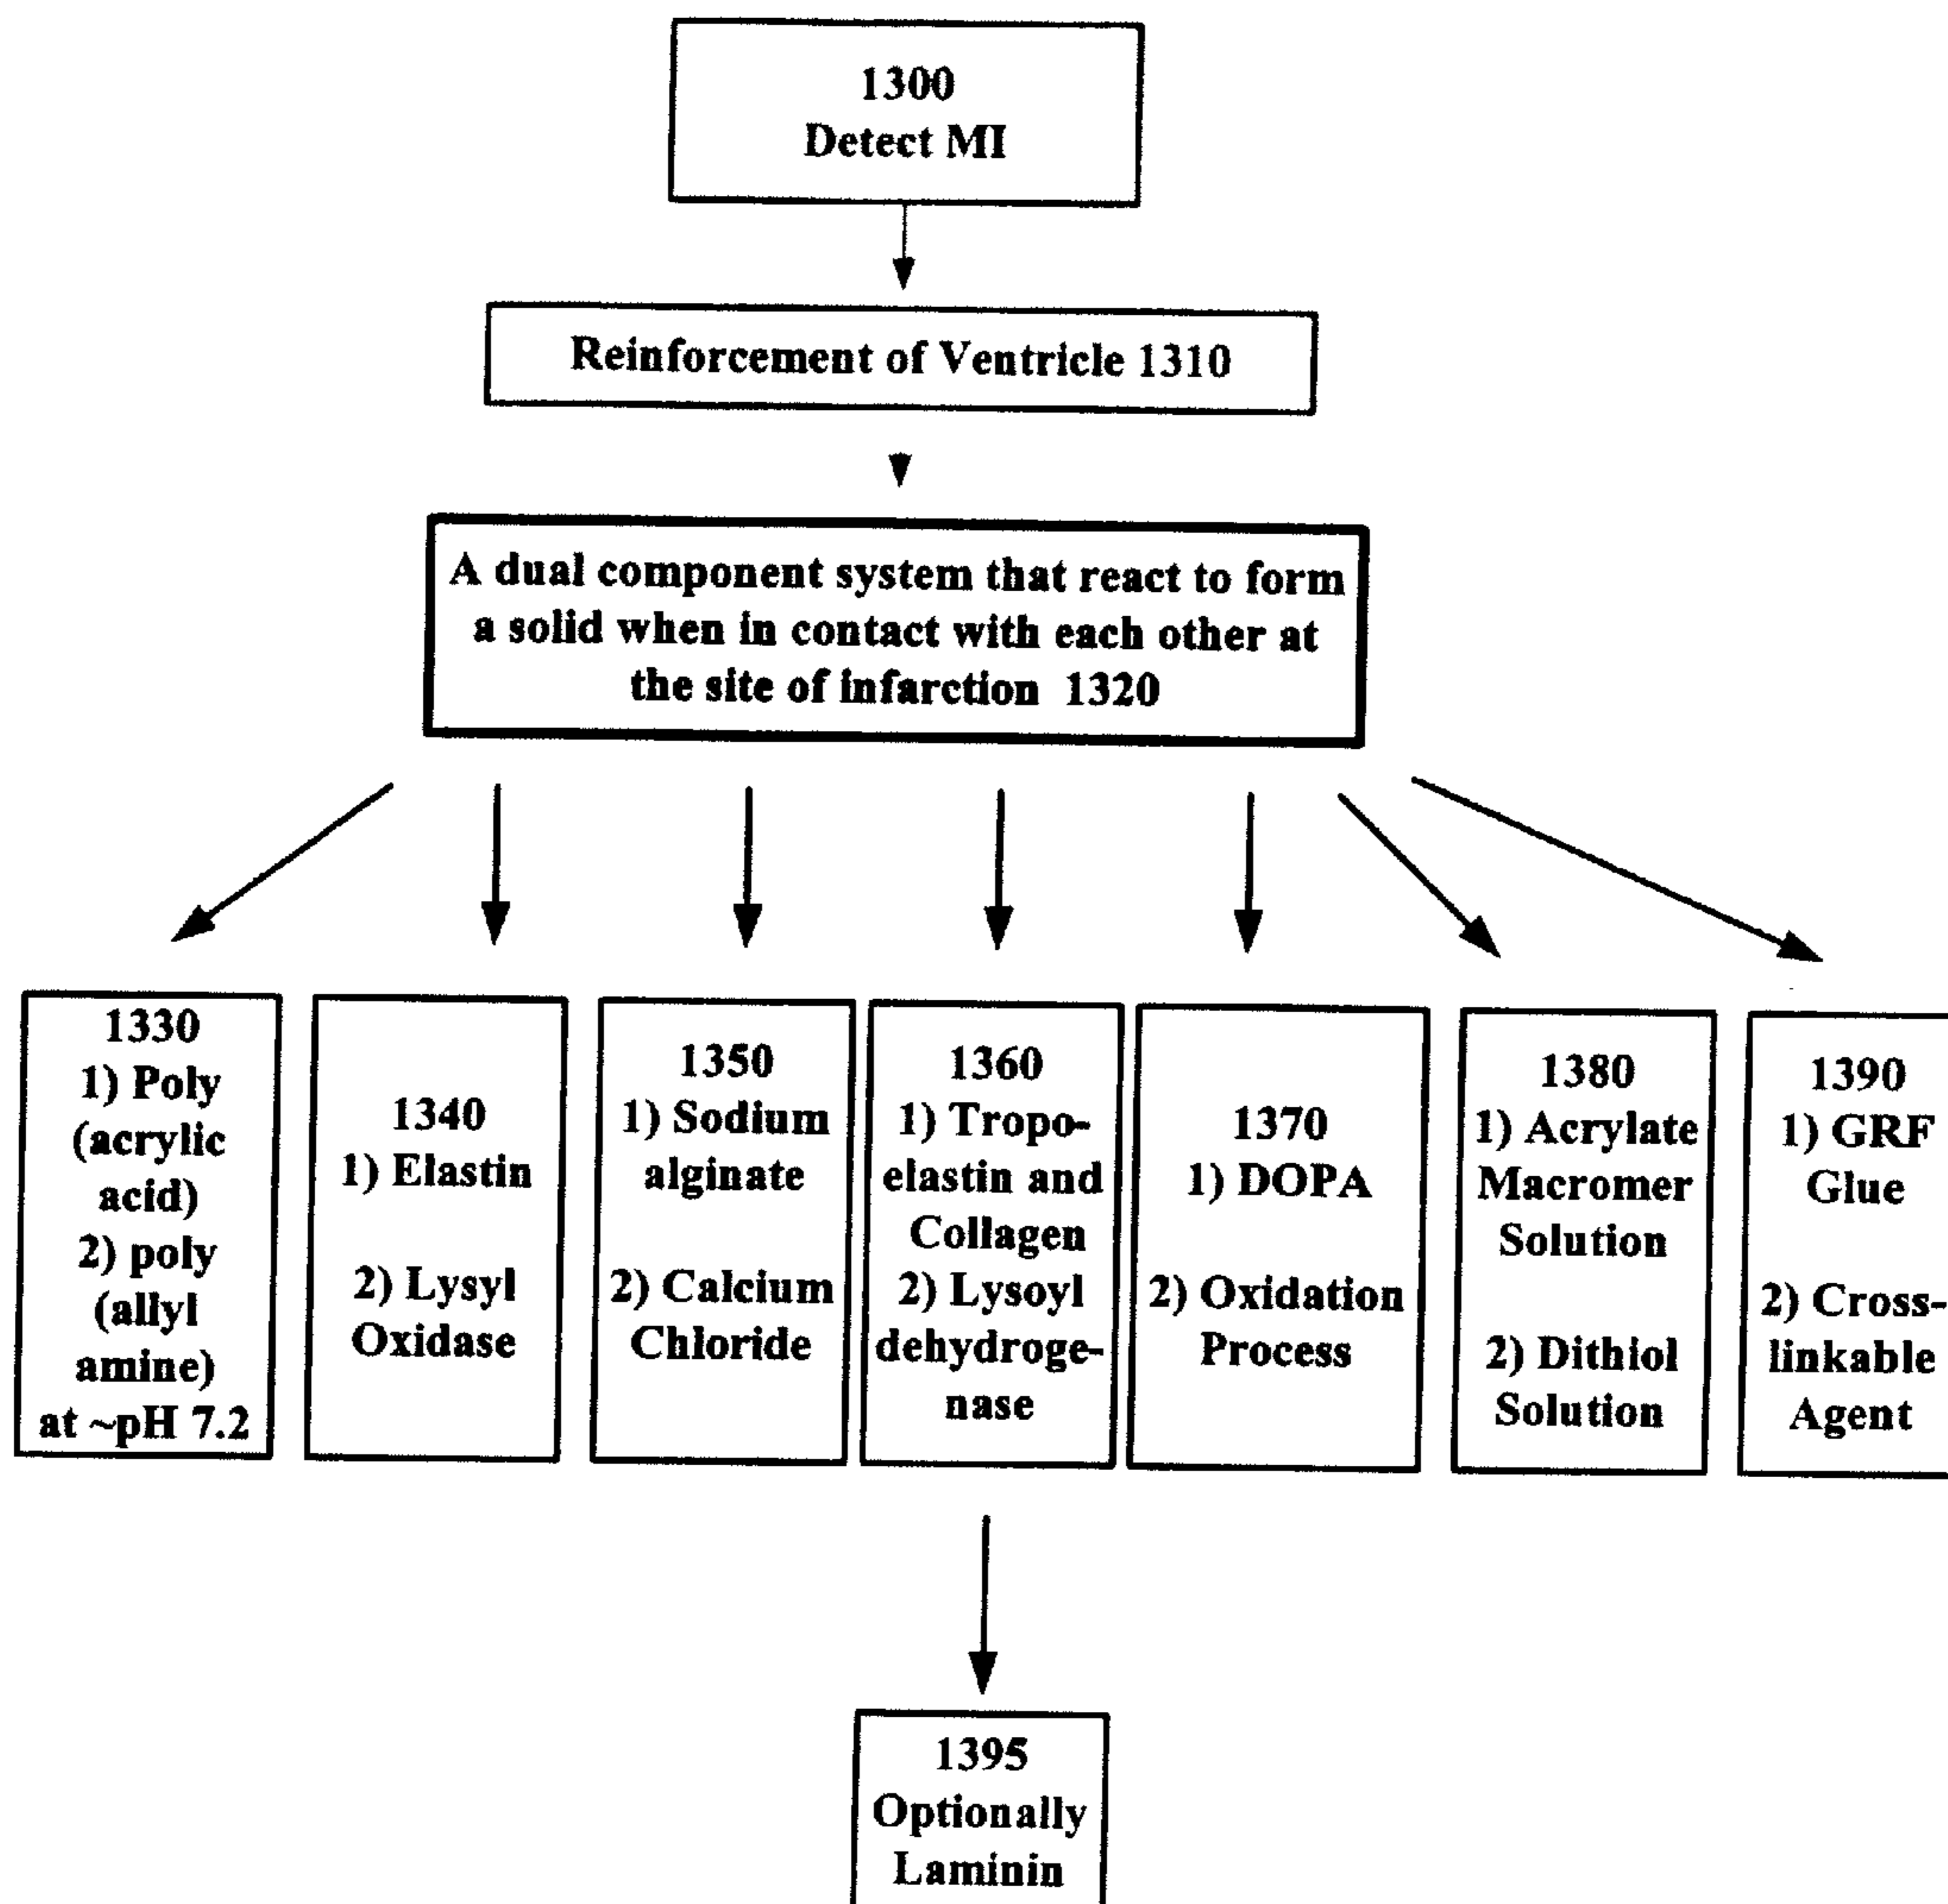 1300
Detect MI
Reinforcement of Ventricle 1310
A dual component system that react to form
a solid when in contact with each other at
the site of infarction 1320
1330
1) Poly
(acrylic
acid)
2) poly
(allyl
amine)
at ~pH 7.2
1340
1) Elastin
2) Lysyl
Oxidase
1350
1) Sodium
alginate
2) Calcium
Chloride
1360
1) Tropo-
elastin and
Collagen
2) Lysoyl
dehydroge-
nase
1370
1) DOPA
2) Oxidation
Process
1380
1) Acrylate
Macromer
Solution
2) Dithiol
Solution
1390
1) GRF
Glue
2) Cross-
linkable
Agent
1395
Optionally
Laminin